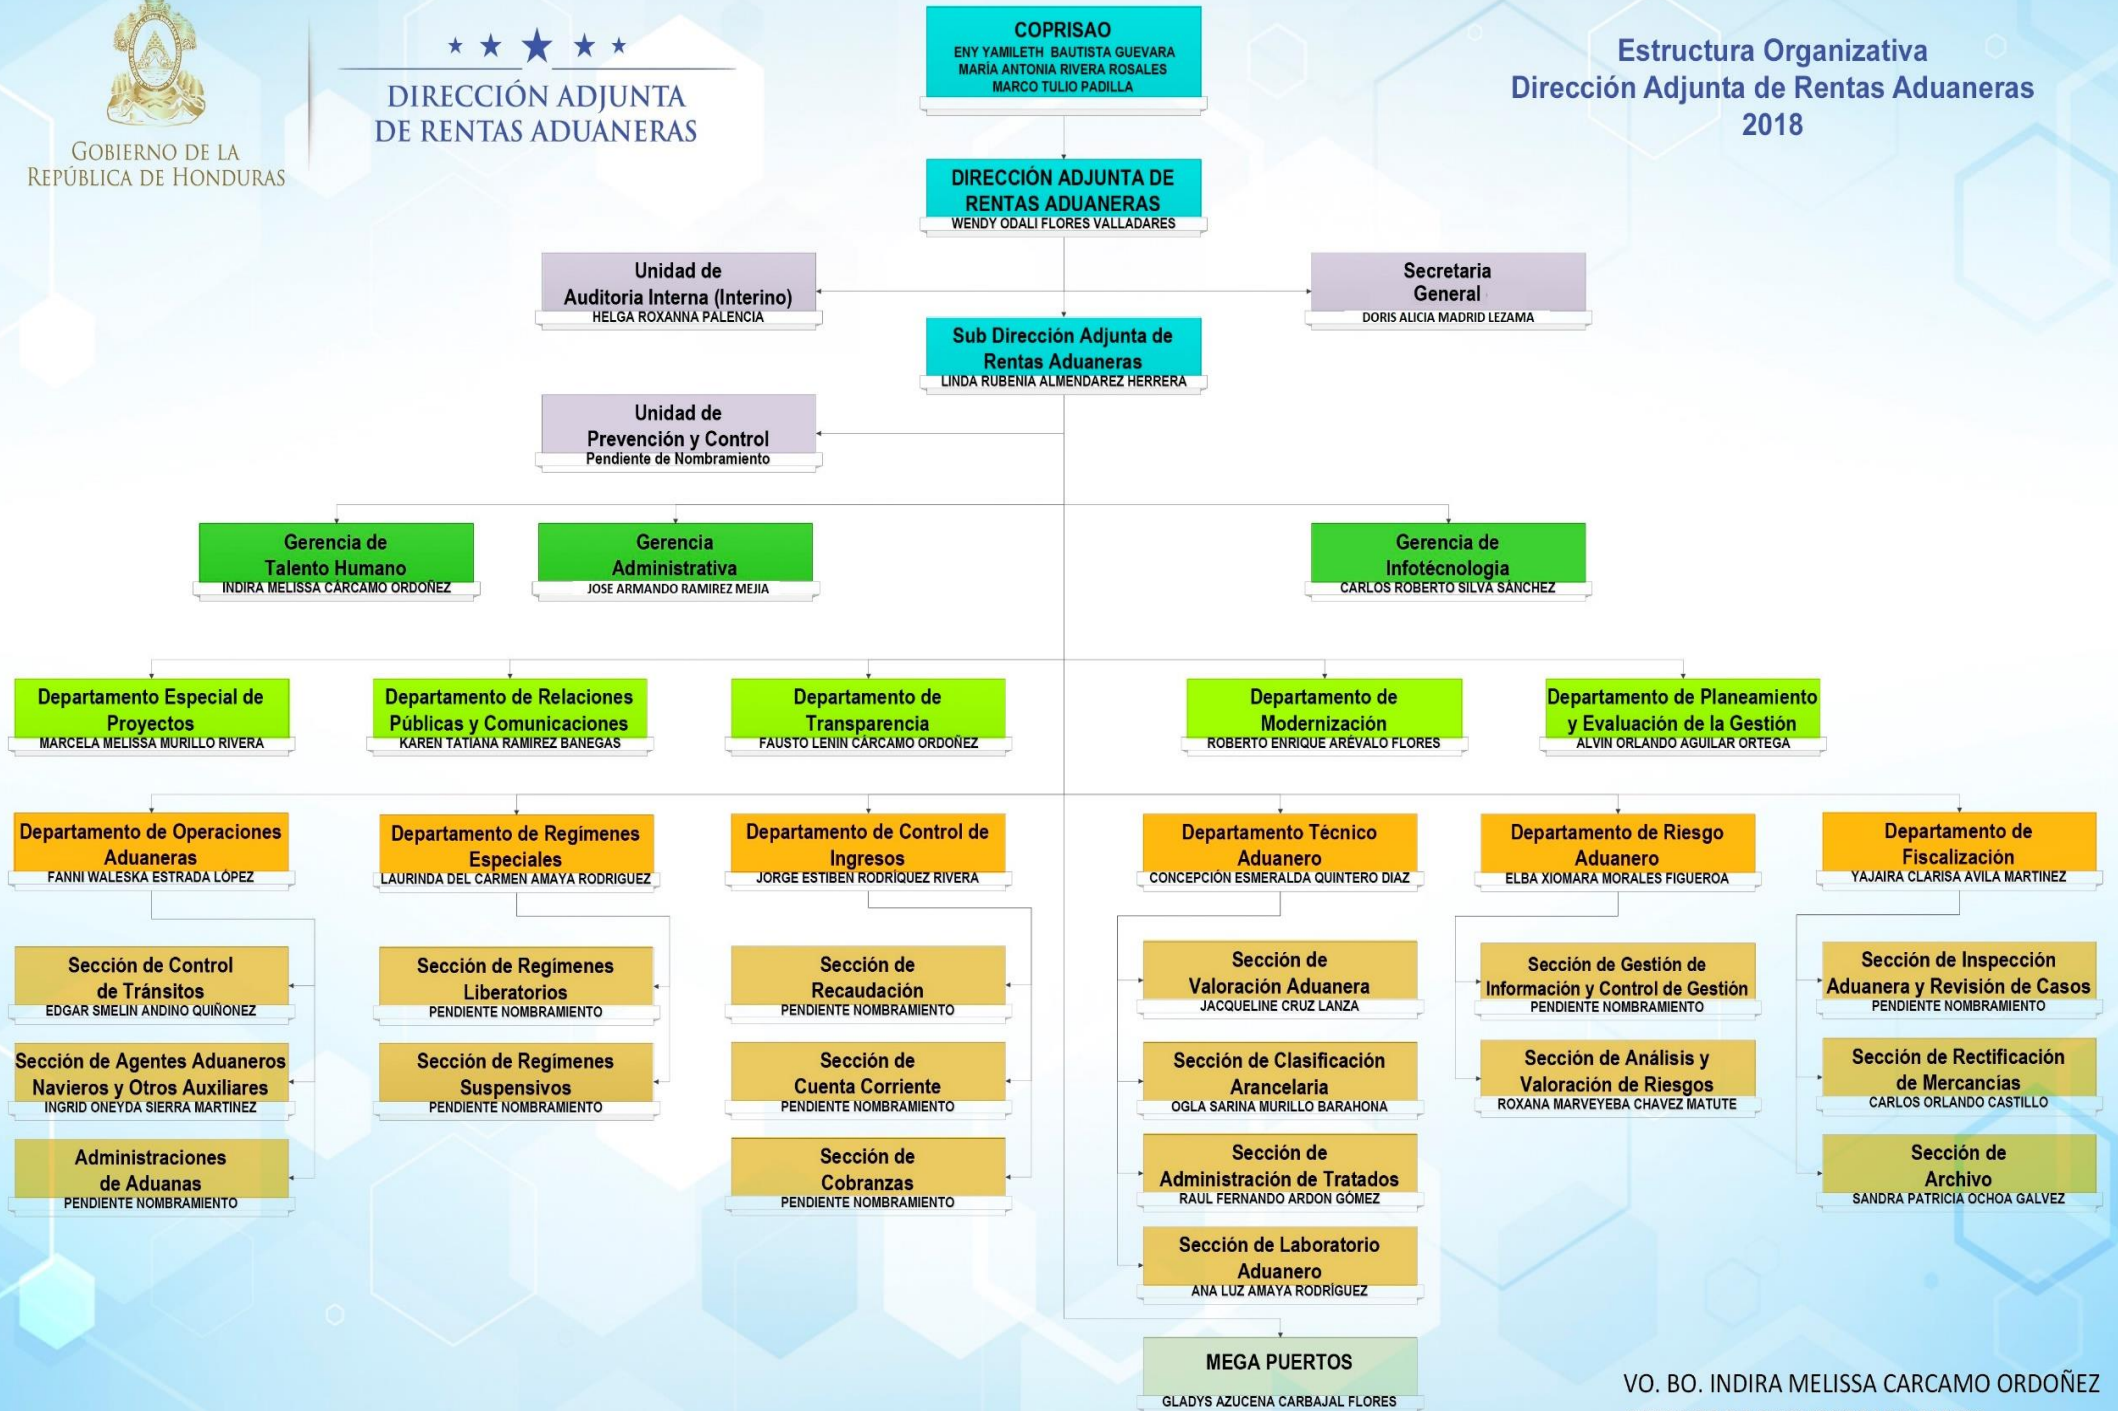 GOBIERNO DE LA
REPÚBLICA DE HONDURAS
DIRECCIÓN ADJUNTA
DE RENTAS ADUANERAS
Estructura Organizativa
Dirección Adjunta de Rentas Aduaneras
2018
COPRISAO
ENY YAMILETH BAUTISTA GUEVARA
MARÍA ANTONIA RIVERA ROSALES
MARCO TULIO PADILLA
DIRECCIÓN ADJUNTA DE
RENTAS ADUANERAS
WENDY ODALI FLORES VALLADARES
Unidad de
Auditoria Interna (Interino)
HELGA ROXANNA PALENCIA
Secretaria
General
DORIS ALICIA MADRID LEZAMA
Sub Dirección Adjunta de
Rentas Aduaneras
LINDA RUBENIA ALMENDAREZ HERRERA
Unidad de
Prevención y Control
Pendiente de Nombramiento
Gerencia de
Talento Humano
INDIRA MELISSA CÁRCAMO ORDOÑEZ
Gerencia
Administrativa
JOSE ARMANDO RAMIREZ MEJIA
Gerencia de
Infotécnologia
CARLOS ROBERTO SILVA SÁNCHEZ
Departamento Especial de
Proyectos
MARCELA MELISSA MURILLO RIVERA
Departamento de Relaciones
Públicas y Comunicaciones
KAREN TATIANA RAMIREZ BANEGAS
Departamento de
Transparencia
FAUSTO LENIN CÁRCAMO ORDOÑEZ
Departamento de
Modernización
ROBERTO ENRIQUE ARÉVALO FLORES
Departamento de Planeamiento
y Evaluación de la Gestión
ALVIN ORLANDO AGUILAR ORTEGA
Departamento de Operaciones
Aduaneras
FANNI WALESKA ESTRADA LÓPEZ
Sección de Control
de Tránsitos
EDGAR SMELIN ANDINO QUIÑONEZ
Sección de Agentes Aduaneros
Navieros y Otros Auxiliares
INGRID ONEYDA SIERRA MARTINEZ
Administraciones
de Aduanas
PENDIENTE NOMBRAMIENTO
Departamento de Regímenes
Especiales
LAURINDA DEL CARMEN AMAYA RODRIGUEZ
Sección de Regímenes
Liberatorios
PENDIENTE NOMBRAMIENTO
Sección de Regímenes
Suspensivos
PENDIENTE NOMBRAMIENTO
Departamento de Control de
Ingresos
JORGE ESTIBEN RODRÍQUEZ RIVERA
Sección de
Recaudación
PENDIENTE NOMBRAMIENTO
Sección de
Cuenta Corriente
PENDIENTE NOMBRAMIENTO
Sección de
Cobranzas
PENDIENTE NOMBRAMIENTO
Departamento Técnico
Aduanero
CONCEPCIÓN ESMERALDA QUINTERO DIAZ
Sección de
Valoración Aduanera
JACQUELINE CRUZ LANZA
Sección de Clasificación
Arancelaria
OGLA SARINA MURILLO BARAHONA
Sección de
Administración de Tratados
RAUL FERNANDO ARDON GÓMEZ
Sección de Laboratorio
Aduanero
ANA LUZ AMAYA RODRÍGUEZ
Departamento de Riesgo
Aduanero
ELBA XIOMARA MORALES FIGUEROA
Sección de Gestión de
Información y Control de Gestión
PENDIENTE NOMBRAMIENTO
Sección de Análisis y
Valoración de Riesgos
ROXANA MARVEYEBA CHAVEZ MATUTE
Departamento de
Fiscalización
YAJAIRA CLARISA AVILA MARTINEZ
Sección de Inspección
Aduanera y Revisión de Casos
PENDIENTE NOMBRAMIENTO
Sección de Rectificación
de Mercancías
CARLOS ORLANDO CASTILLO
Sección de
Archivo
SANDRA PATRICIA OCHOA GALVEZ
MEGA PUERTOS
GLADYS AZUCENA CARBAJAL FLORES
VO. BO. INDIRA MELISSA CARCAMO ORDOÑEZ